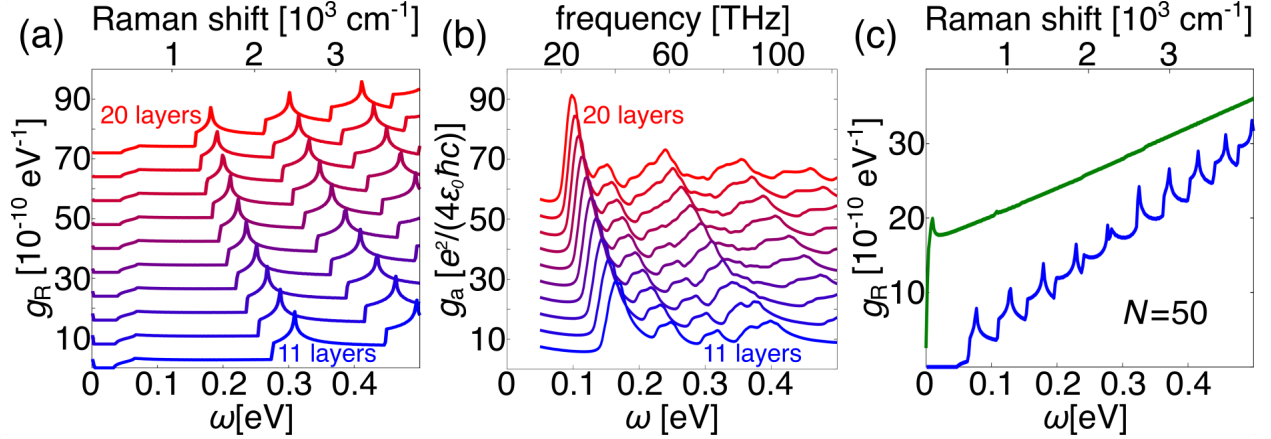 (a)
Raman shift [10³ cm⁻¹]
1 2 3
g_R [10⁻¹⁰ eV⁻¹]
90
70
50
30
10
20 layers
11 layers
0 0.1 0.2 0.3 0.4
ω[eV]
(b)
frequency [THz]
20 60 100
g_a [e²/(4ε₀ℏc)]
90
70
50
30
10
20 layers
11 layers
0 0.1 0.2 0.3 0.4
ω [eV]
(c)
Raman shift [10³ cm⁻¹]
1 2 3
g_R [10⁻¹⁰ eV⁻¹]
30
20
10
N=50
0 0.1 0.2 0.3 0.4
ω[eV]